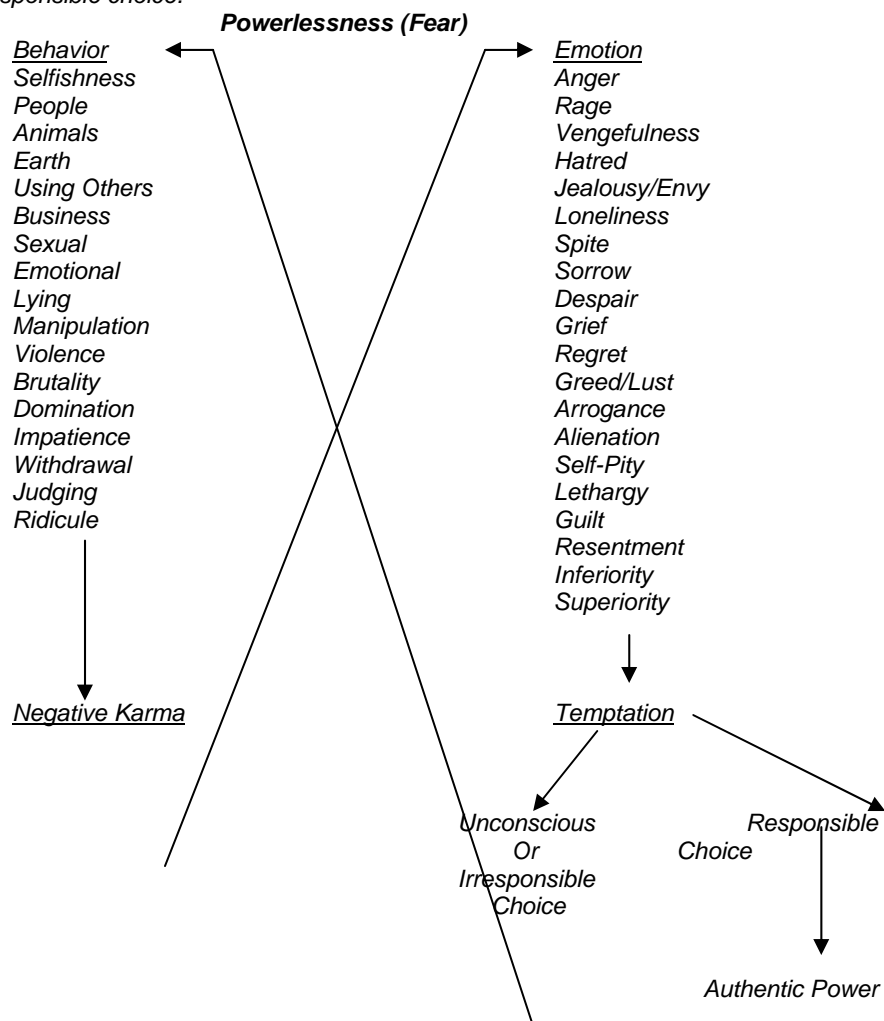 sponsible choice.
Powerlessness (Fear)
Behavior
Selfishness
People
Animals
Earth
Using Others
Business
Sexual
Emotional
Lying
Manipulation
Violence
Brutality
Domination
Impatience
Withdrawal
Judging
Ridicule
Negative Karma
Emotion
Anger
Rage
Vengefulness
Hatred
Jealousy/Envy
Loneliness
Spite
Sorrow
Despair
Grief
Regret
Greed/Lust
Arrogance
Alienation
Self-Pity
Lethargy
Guilt
Resentment
Inferiority
Superiority
Temptation
Unconscious
Or
Irresponsible
Choice
Responsible
Choice
Authentic Power